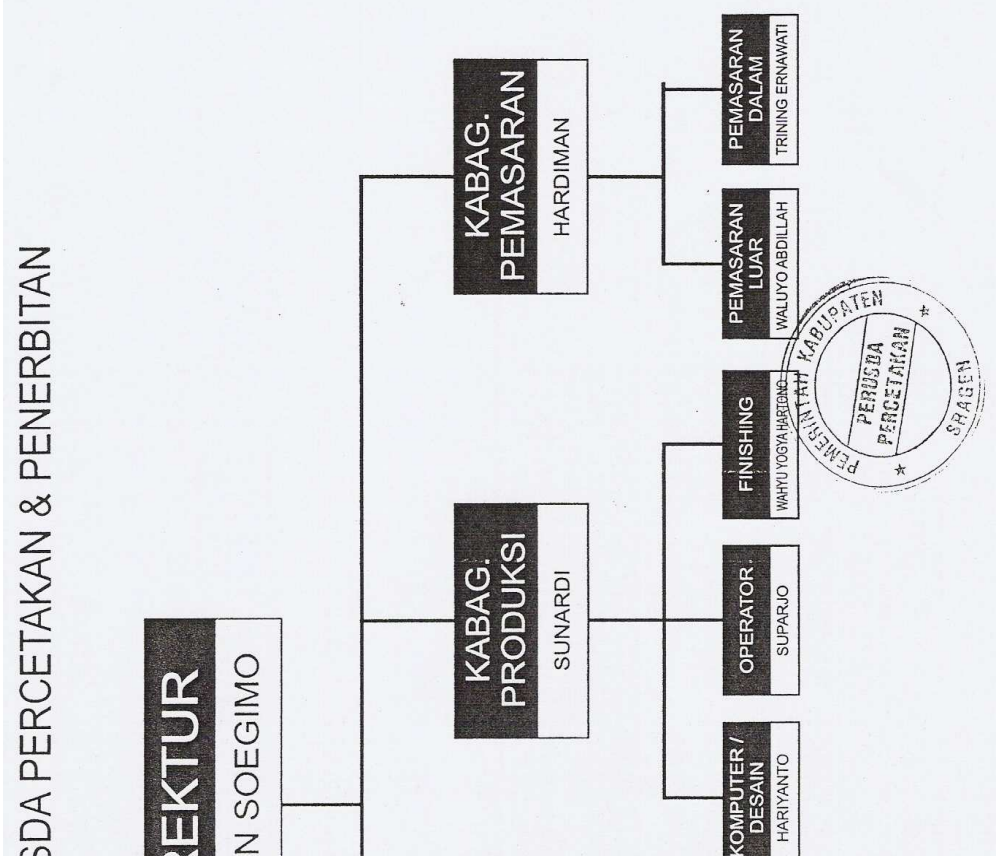 SDA PERCETAKAN & PENERBITAN
REKTUR
N SOEGIMO
KABAG.
PRODUKSI
SUNARDI
KABAG.
PEMASARAN
HARDIMAN
KOMPUTER /
DESAIN
HARIYANTO
OPERATOR.
SUPARJO
FINISHING
WAHYU YOGYA HARTONO
PEMASARAN
LUAR
WALUYO ABDILLAH
PEMASARAN
DALAM
TRINING ERNAWATI
PEMERINTAH KABUPATEN
PERUSDA
PERCETAKAN
SRAGEN